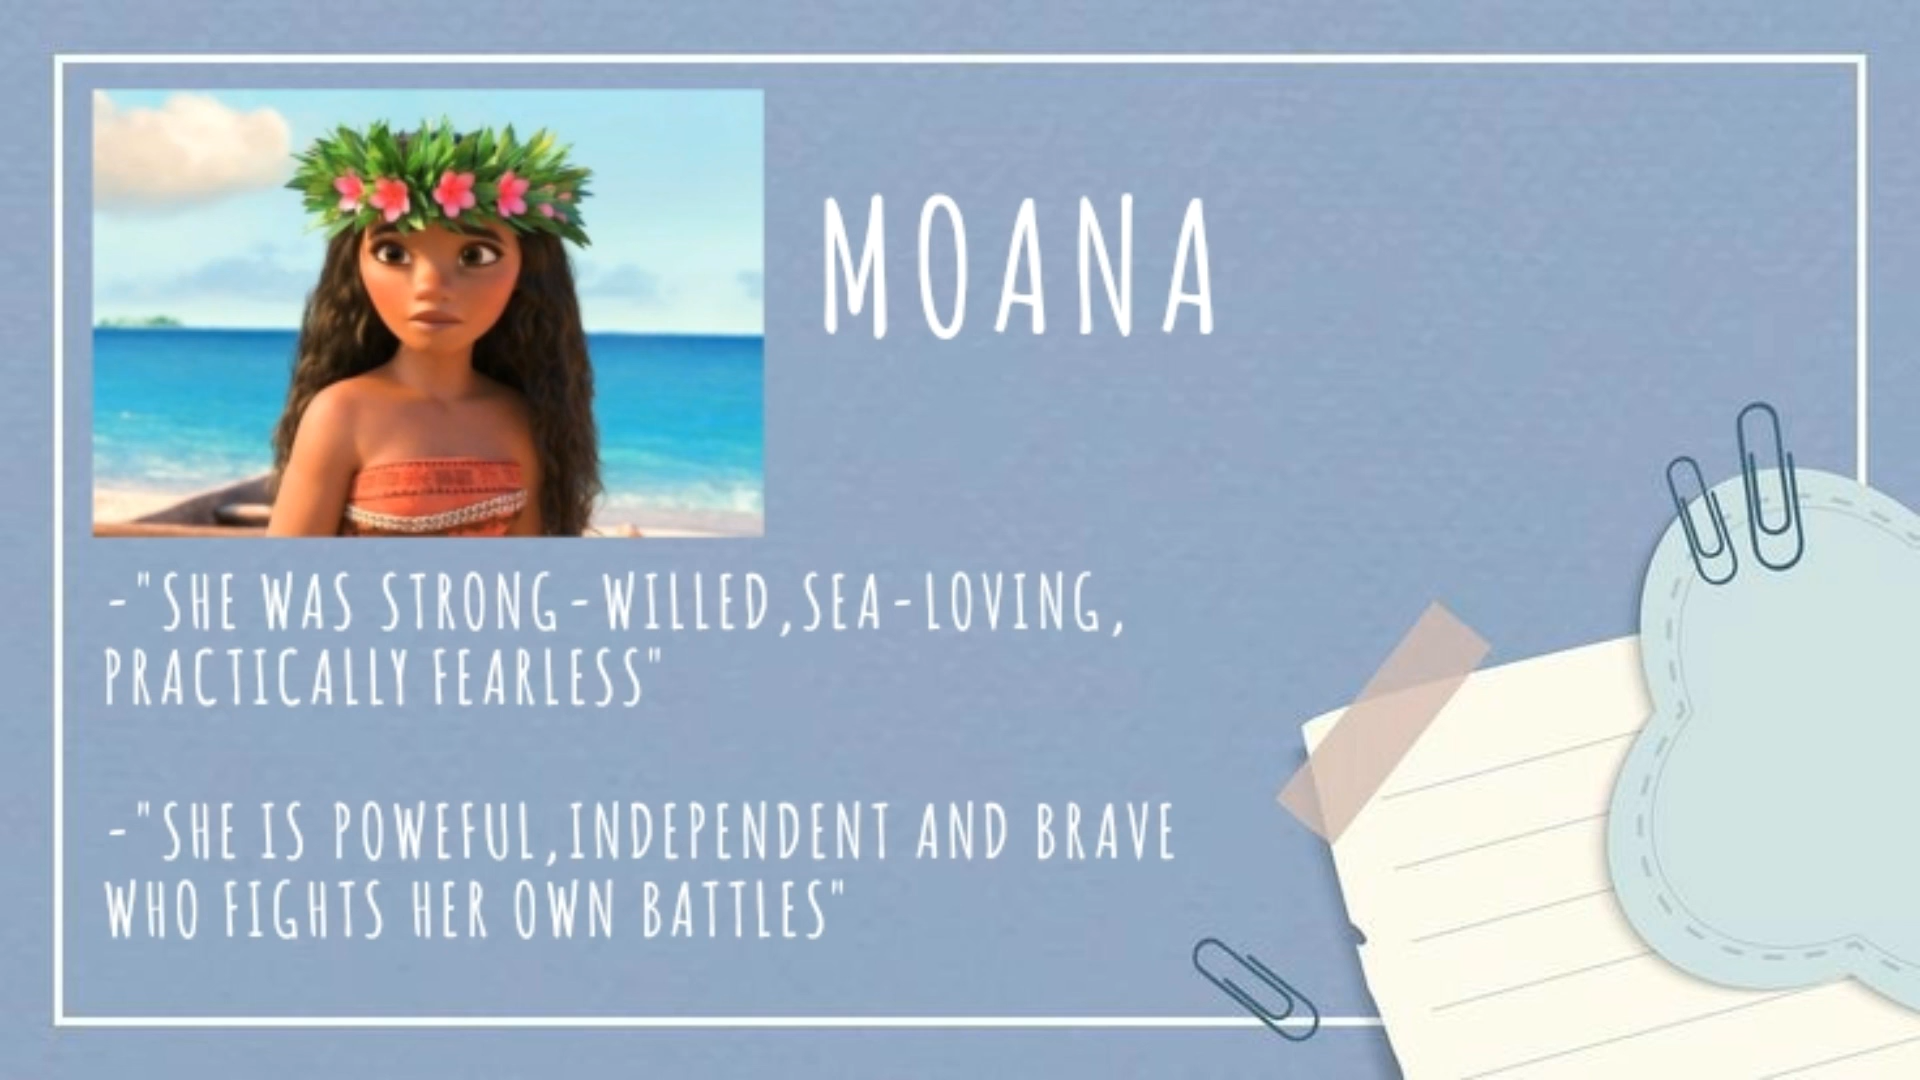 MOANA
-"SHE WAS STRONG-WILLED,SEA-LOVING,
PRACTICALLY FEARLESS"
-"SHE IS POWEFUL,INDEPENDENT AND BRAVE
WHO FIGHTS HER OWN BATTLES"